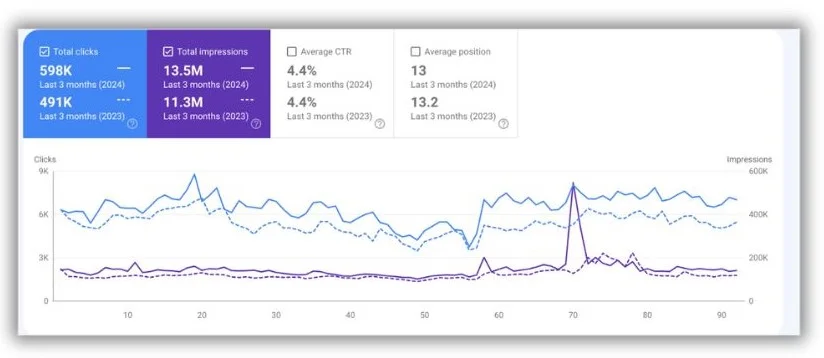 Total clicks
598K
Last 3 months (2024)
491K
Last 3 months (2023)
Total impressions
13.5M
Last 3 months (2024)
11.3M
Last 3 months (2023)
Average CTR
4.4%
Last 3 months (2024)
4.4%
Last 3 months (2023)
Average position
13
Last 3 months (2024)
13.2
Last 3 months (2023)
Clicks
Impressions
9K
600K
6K
400K
3K
200K
0
0
10 20 30 40 50 60 70 80 90